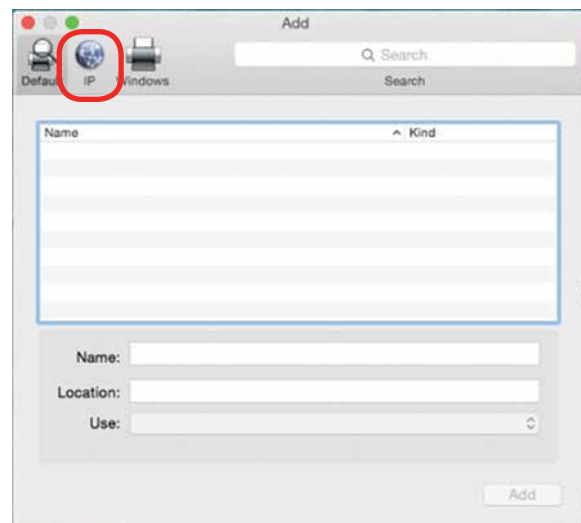 Add
Search
Default IP Windows Search
Name Kind
Name:
Location:
Use:
Add